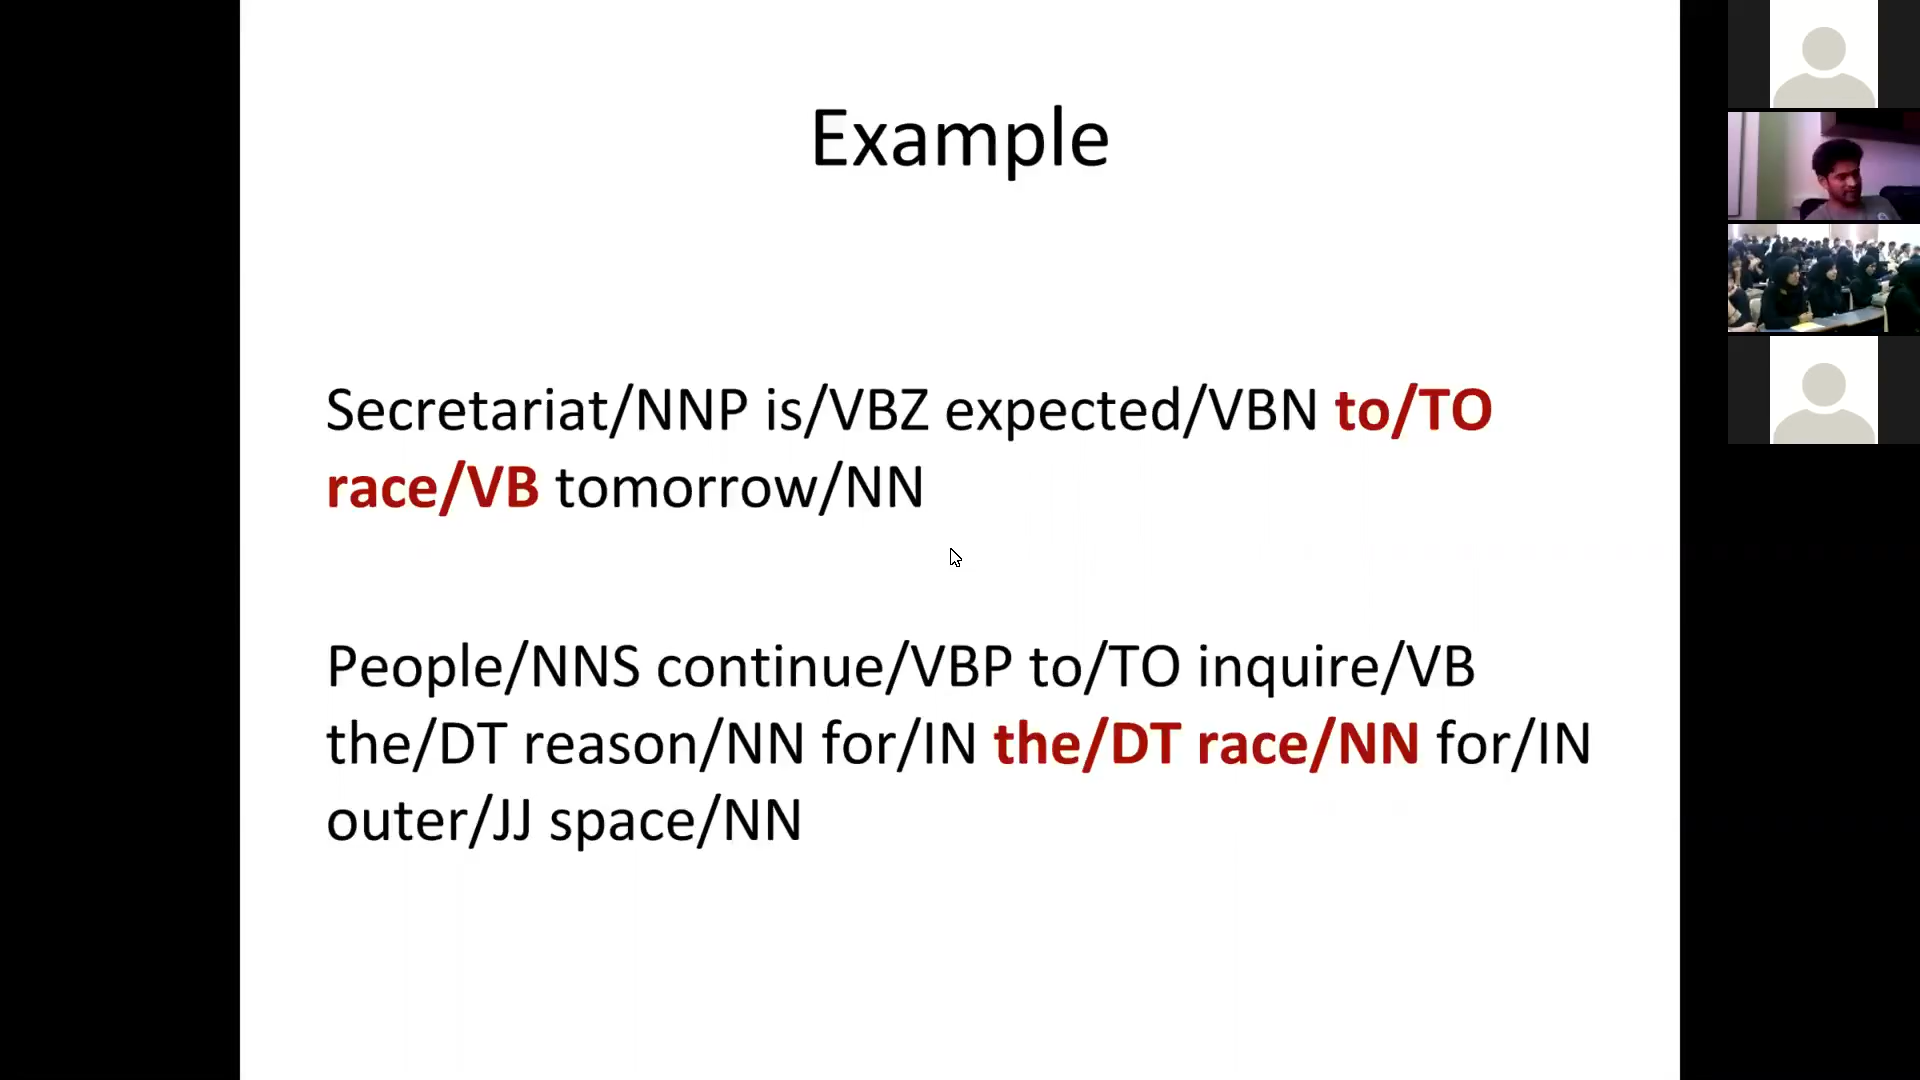 Example
Secretariat/NNP is/VBZ expected/VBN to/TO
race/VB tomorrow/NN
People/NNS continue/VBP to/TO inquire/VB
the/DT reason/NN for/IN the/DT race/NN for/IN
outer/JJ space/NN